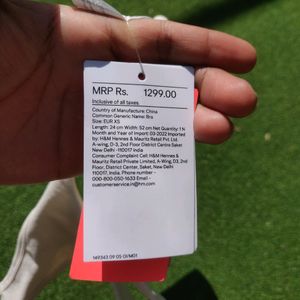 MRP Rs. 1299.00
Inclusive of all taxes
Country of Manufacture: China
Common Generic Name: Bra
Size: EUR XS
Length: 24 cm Width: 52 cm Net Quantity: 1 N
Month and Year of Import: 03-2022 Imported
by: H&M Hennes & Mauritz Retail Pvt. Ltd.
A-wing, D-3, 2nd Floor District Centre Saket
New Delhi
-110017 India
Consumer Complaint Cell: H&M Hennes &
Mauritz Retail Private Limited, A-Wing, D3, 2nd
Floor, District Center, Saket, New Delhi
110017, India. Phone number -
000-800-050-1633 Email -
customerservice.in@hm.com